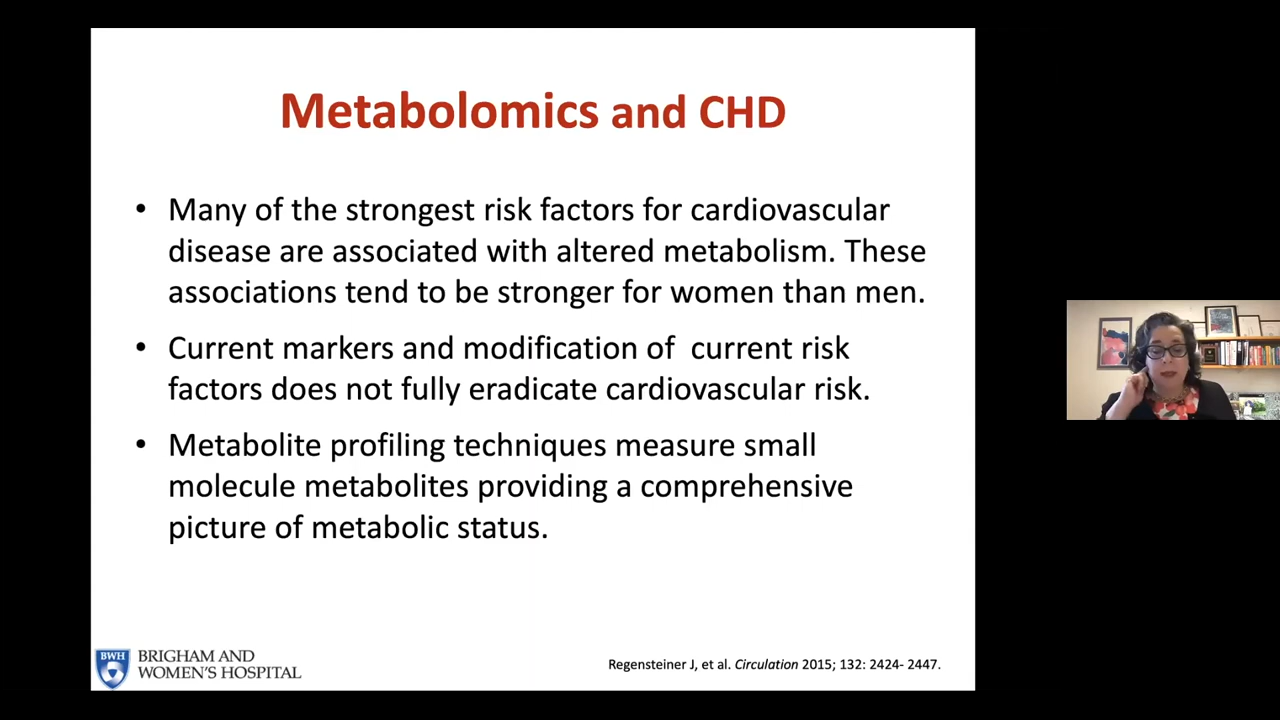 Metabolomics and CHD
• Many of the strongest risk factors for cardiovascular
disease are associated with altered metabolism. These
associations tend to be stronger for women than men.
• Current markers and modification of  current risk
factors does not fully eradicate cardiovascular risk.
• Metabolite profiling techniques measure small
molecule metabolites providing a comprehensive
picture of metabolic status.
BWH
BRIGHAM AND
WOMEN'S HOSPITAL
Regensteiner J, et al. Circulation 2015; 132: 2424- 2447.